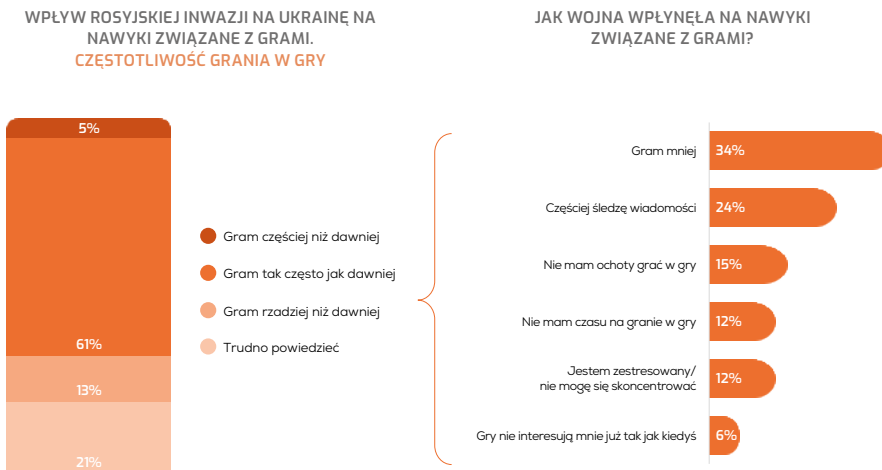 WPŁYW ROSYJSKIEJ INWAZJI NA UKRAINĘ NA
NAWYKI ZWIĄZANE Z GRAMI.
CZĘSTOTLIWOŚĆ GRANIA W GRY
5%
61%
13%
21%
Gram częściej niż dawniej
Gram tak często jak dawniej
Gram rzadziej niż dawniej
Trudno powiedzieć
JAK WOJNA WPŁYNĘŁA NA NAWYKI
ZWIĄZANE Z GRAMI?
Gram mniej 34%
Częściej śledzę wiadomości 24%
Nie mam ochoty grać w gry 15%
Nie mam czasu na granie w gry 12%
Jestem zestresowany/
nie mogę się skoncentrować 12%
Gry nie interesują mnie już tak jak kiedyś 6%